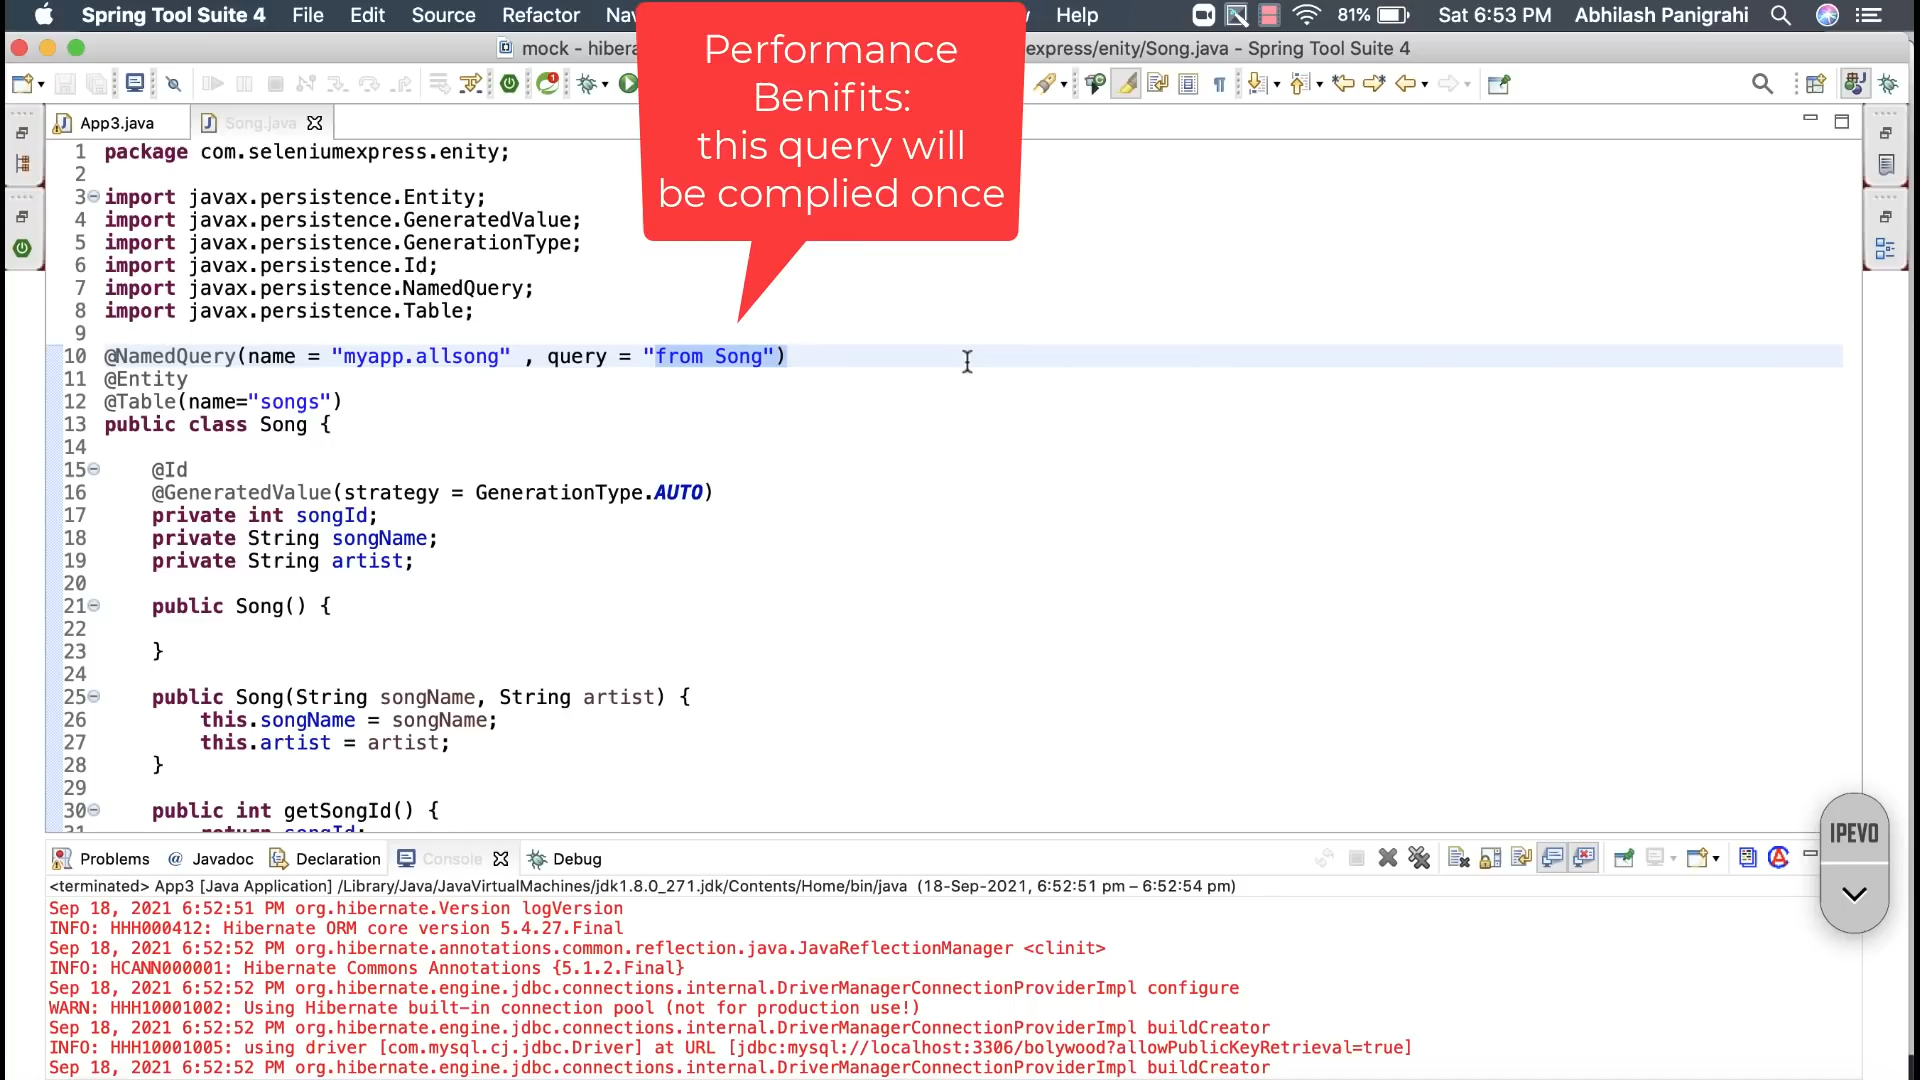 Spring Tool Suite 4 File Edit Source Refactor Help 81% Sat 6:53 PM Abhilash Panigrahi
express/enity/Song.java - Spring Tool Suite 4
Performance
Benifits:
this query will
be complied once
App3.java Song.java
1 package com.seleniumexpress.enity;
2
3 import javax.persistence.Entity;
4 import javax.persistence.GeneratedValue;
5 import javax.persistence.GenerationType;
6 import javax.persistence.Id;
7 import javax.persistence.NamedQuery;
8 import javax.persistence.Table;
9
10 @NamedQuery(name = "myapp.allsong" , query = "from Song")
11 @Entity
12 @Table(name="songs")
13 public class Song {
14
15 @Id
16 @GeneratedValue(strategy = GenerationType.AUTO)
17 private int songId;
18 private String songName;
19 private String artist;
20
21 public Song() {
22
23 }
24
25 public Song(String songName, String artist) {
26 this.songName = songName;
27 this.artist = artist;
28 }
29
30 public int getSongId() {
IPEVO
Problems @ Javadoc Declaration Console Debug
<terminated> App3 [Java Application] /Library/Java/JavaVirtualMachines/jdk1.8.0_271.jdk/Contents/Home/bin/java (18-Sep-2021, 6:52:51 pm – 6:52:54 pm)
Sep 18, 2021 6:52:51 PM org.hibernate.Version logVersion
INFO: HHH000412: Hibernate ORM core version 5.4.27.Final
Sep 18, 2021 6:52:52 PM org.hibernate.annotations.common.reflection.java.JavaReflectionManager <clinit>
INFO: HCANN000001: Hibernate Commons Annotations {5.1.2.Final}
Sep 18, 2021 6:52:52 PM org.hibernate.engine.jdbc.connections.internal.DriverManagerConnectionProviderImpl configure
WARN: HHH10001002: Using Hibernate built-in connection pool (not for production use!)
Sep 18, 2021 6:52:52 PM org.hibernate.engine.jdbc.connections.internal.DriverManagerConnectionProviderImpl buildCreator
INFO: HHH10001005: using driver [com.mysql.cj.jdbc.Driver] at URL [jdbc:mysql://localhost:3306/bolywood?allowPublicKeyRetrieval=true]
Sep 18, 2021 6:52:52 PM org.hibernate.engine.jdbc.connections.internal.DriverManagerConnectionProviderImpl buildCreator